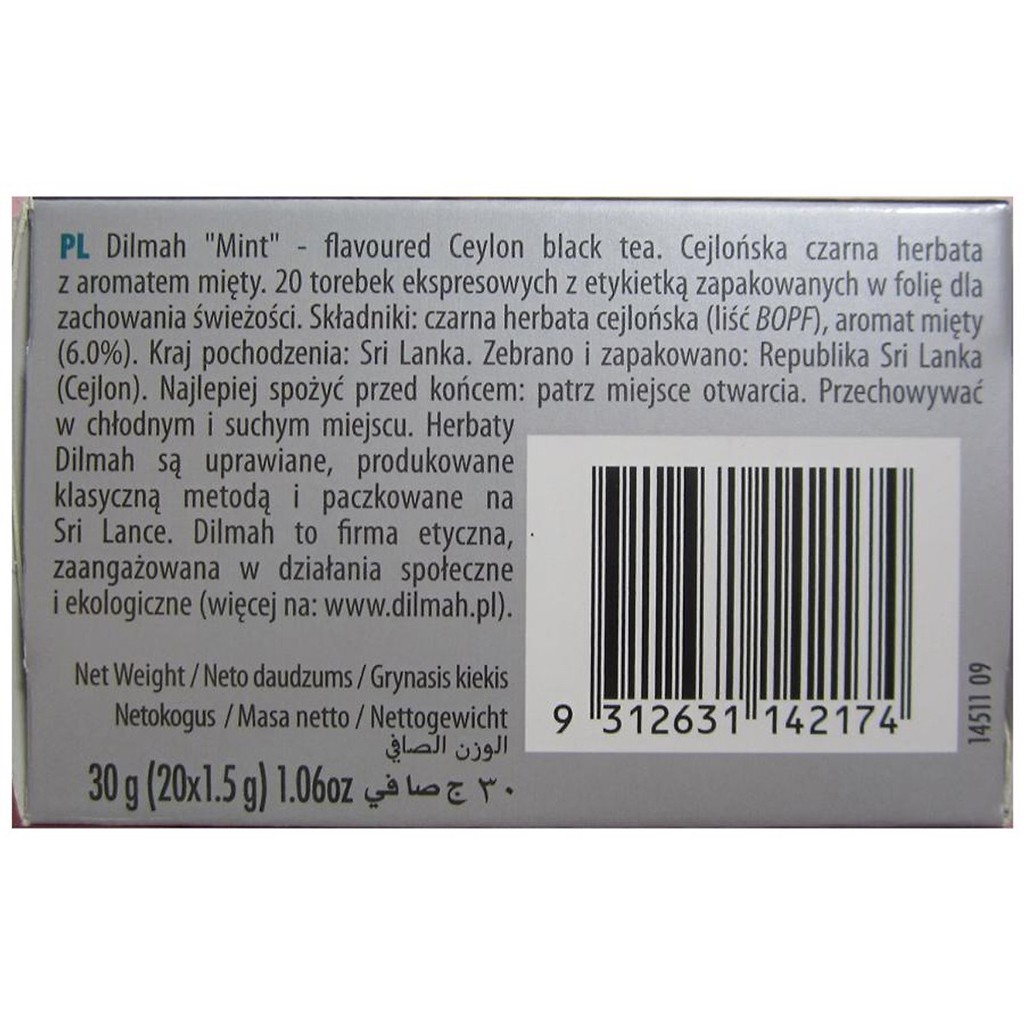 PL Dilmah "Mint" - flavoured Ceylon black tea. Cejlońska czarna herbata
z aromatem mięty. 20 torebek ekspresowych z etykietką zapakowanych w folię dla
zachowania świeżości. Składniki: czarna herbata cejlońska (liść BOPF), aromat mięty
(6.0%). Kraj pochodzenia: Sri Lanka. Zebrano i zapakowano: Republika Sri Lanka
(Cejlon). Najlepiej spożyć przed końcem: patrz miejsce otwarcia. Przechowywać
w chłodnym i suchym miejscu. Herbaty
Dilmah są uprawiane, produkowane
klasyczną metodą i paczkowane na
Sri Lance. Dilmah to firma etyczna,
zaangażowana w działania społeczne
i ekologiczne (więcej na: www.dilmah.pl).
Net Weight / Neto daudzums / Grynasis kiekis
Netokogus / Masa netto / Nettogewicht
الوزن الصافي
30 g (20x1.5 g) 1.06oz ٣٠ ج صافي
9 312631 142174
14511 09